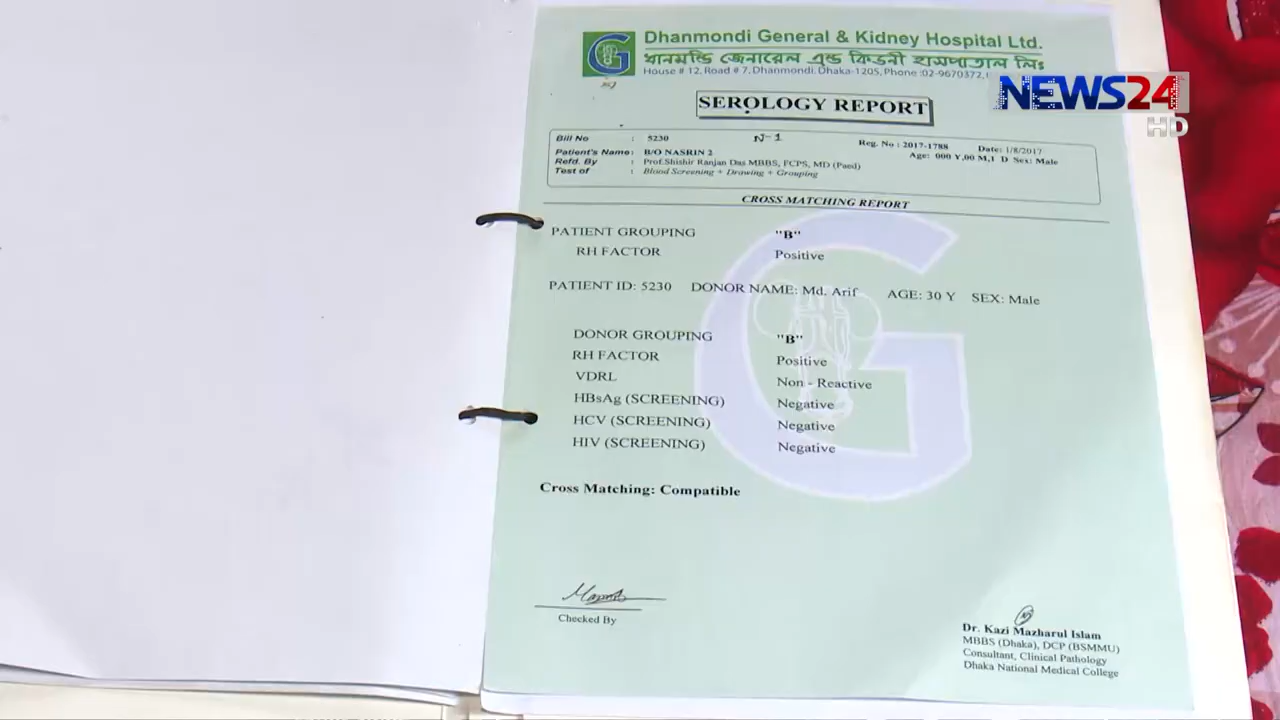 Dhanmondi General & Kidney Hospital Ltd.
ধানমন্ডি জেনারেল এন্ড কিডনী হাসপাতাল লিঃ
House # 12, Road # 7, Dhanmondi, Dhaka-1205, Phone :02-9670372,
NEWS24
HD
SEROLOGY REPORT
Bill No : 5230 N-1 Reg. No : 2017-1788 Date: 1/8/2017
Patient's Name: B/O NASRIN 2 Age: 000 Y,00 M,1 D Sex: Male
Refd. By : Prof.Shishir Ranjan Das MBBS, FCPS, MD (Paed)
Test of : Blood Screening + Drawing + Grouping
CROSS MATCHING REPORT
PATIENT GROUPING "B"
RH FACTOR Positive
PATIENT ID: 5230 DONOR NAME: Md. Arif AGE: 30 Y SEX: Male
DONOR GROUPING "B"
RH FACTOR Positive
VDRL Non - Reactive
HBsAg (SCREENING) Negative
HCV (SCREENING) Negative
HIV (SCREENING) Negative
Cross Matching: Compatible
Checked By
Dr. Kazi Mazharul Islam
MBBS (Dhaka), DCP (BSMMU)
Consultant, Clinical Pathology
Dhaka National Medical College